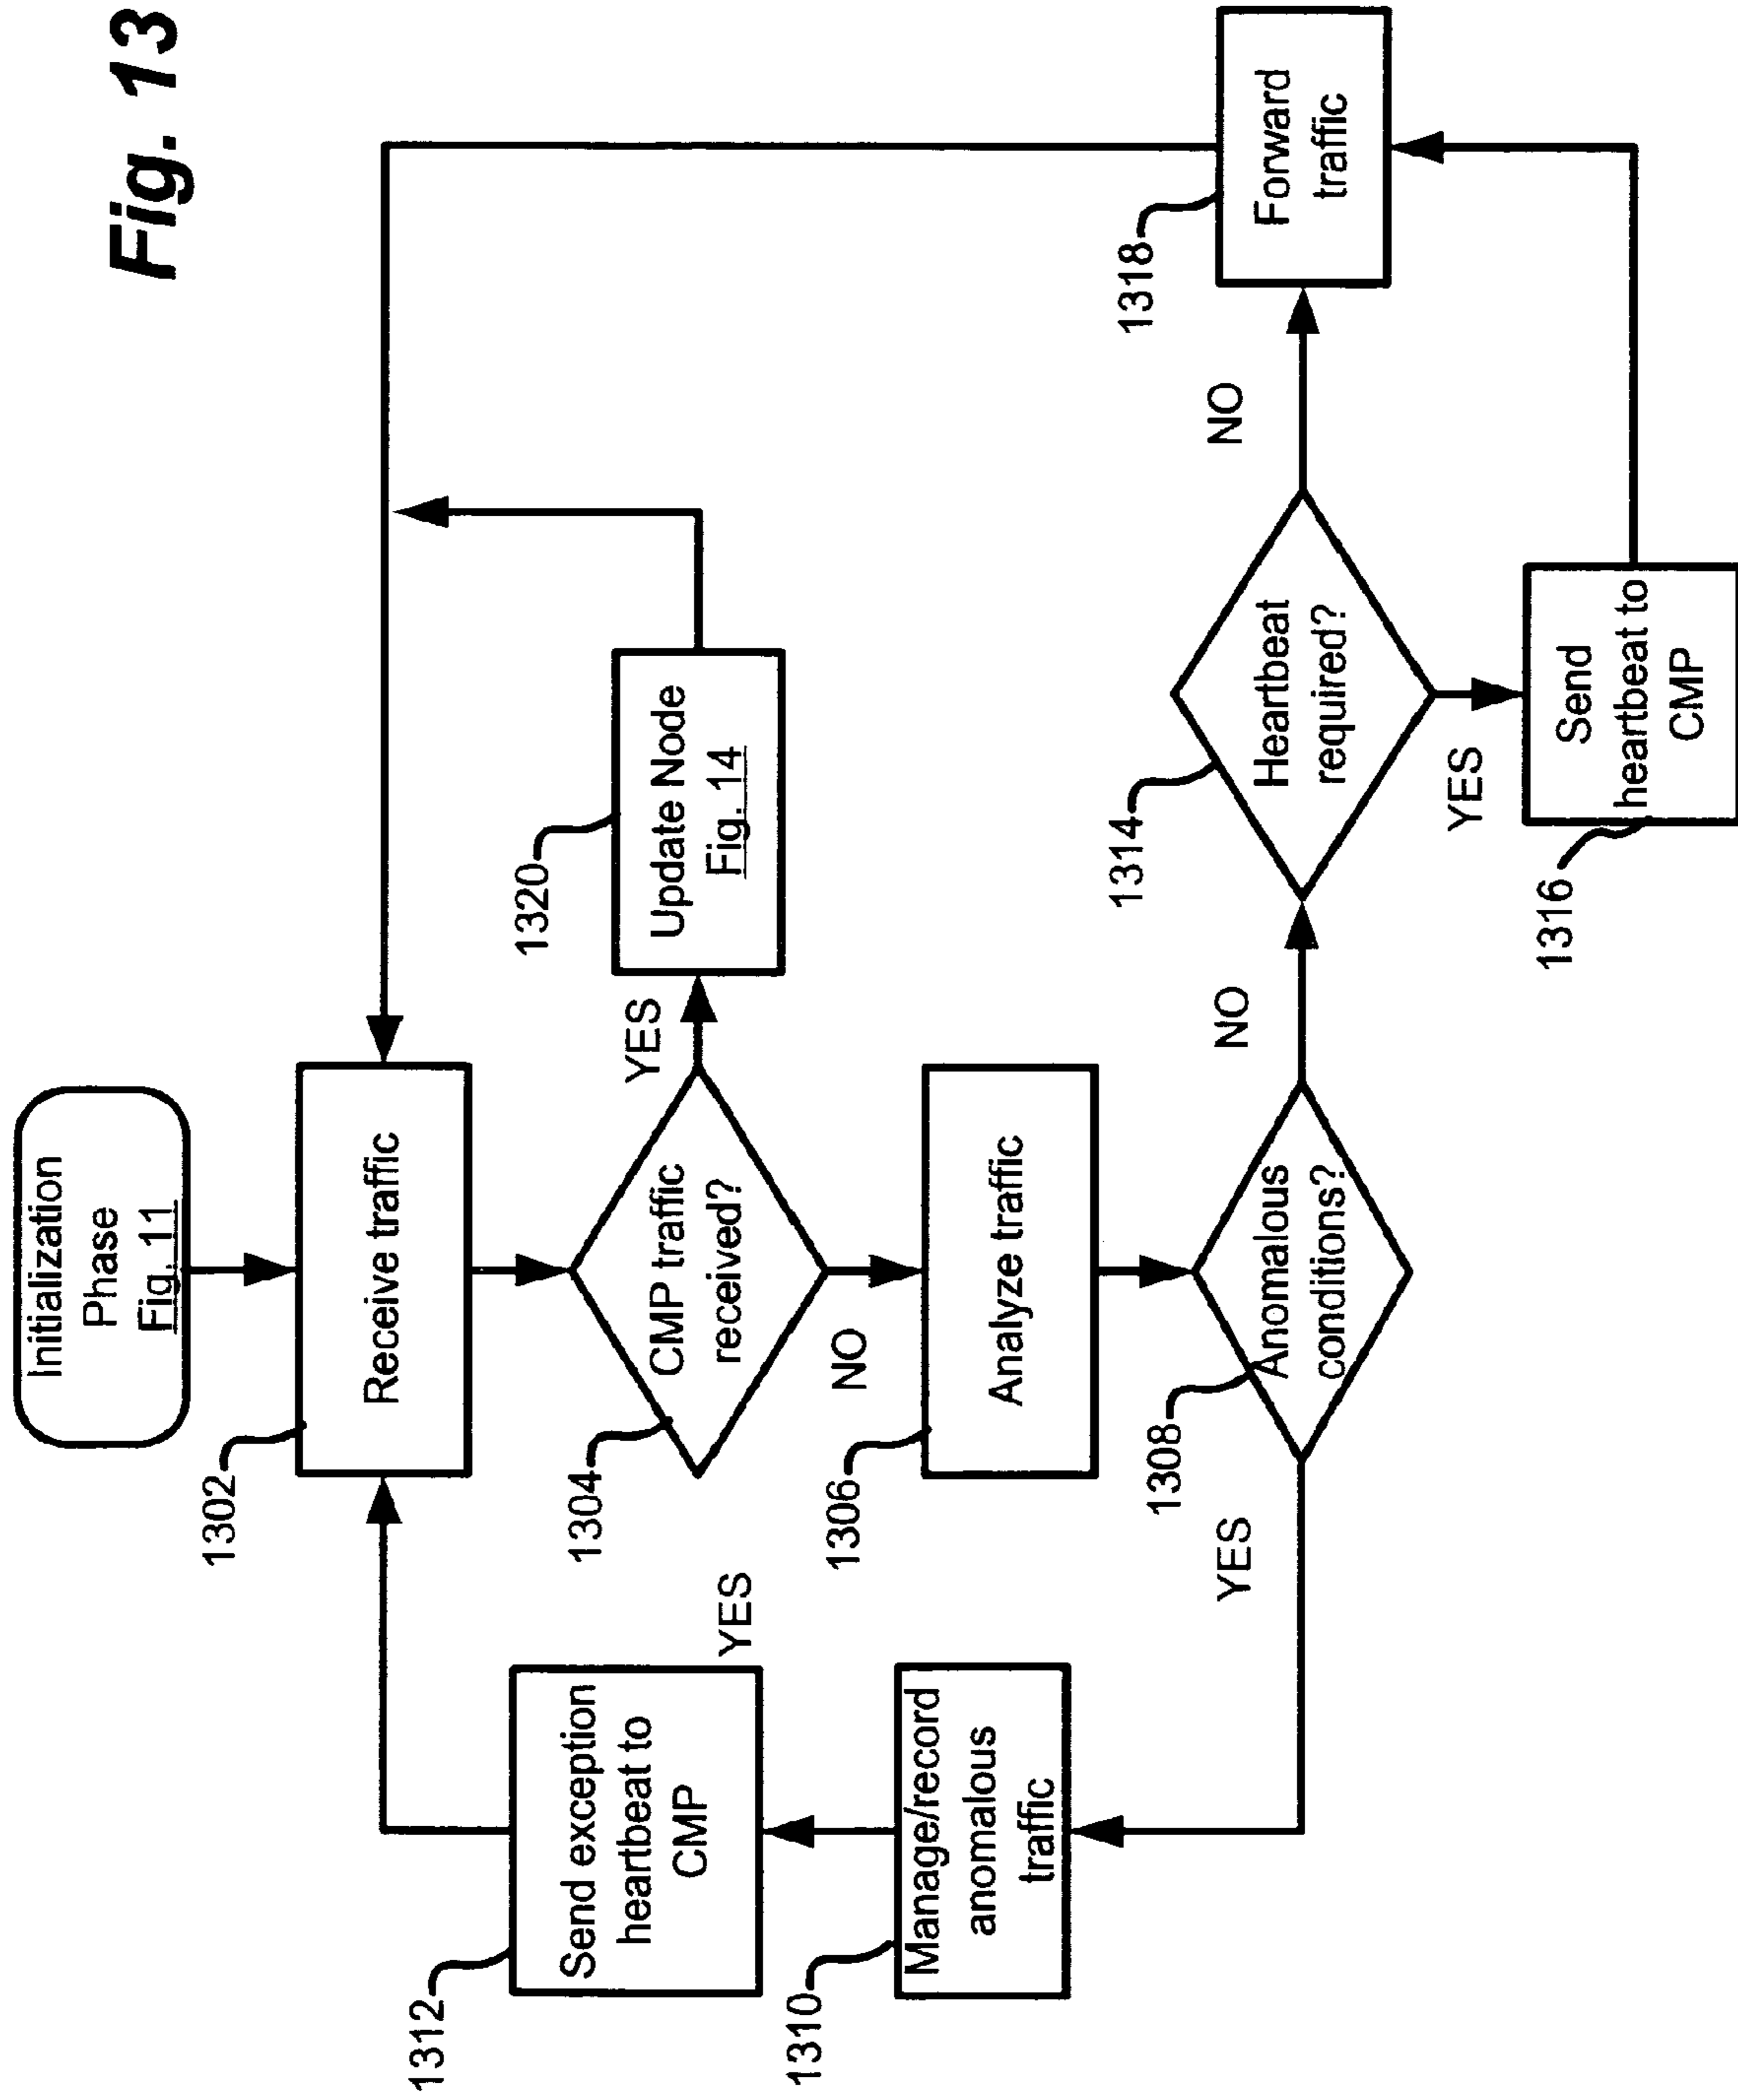 Fig. 13
Initialization
Phase
Fig. 11
1302
Receive traffic
1304
CMP traffic
received?
YES
1320
Update Node
Fig. 14
NO
1306
Analyze traffic
1308
Anomalous
conditions?
YES
NO
1310
Manage/record
anomalous
traffic
1312
Send exception
heartbeat to
CMP
YES
1314
Heartbeat
required?
NO
YES
1316
Send
heartbeat to
CMP
1318
Forward
traffic